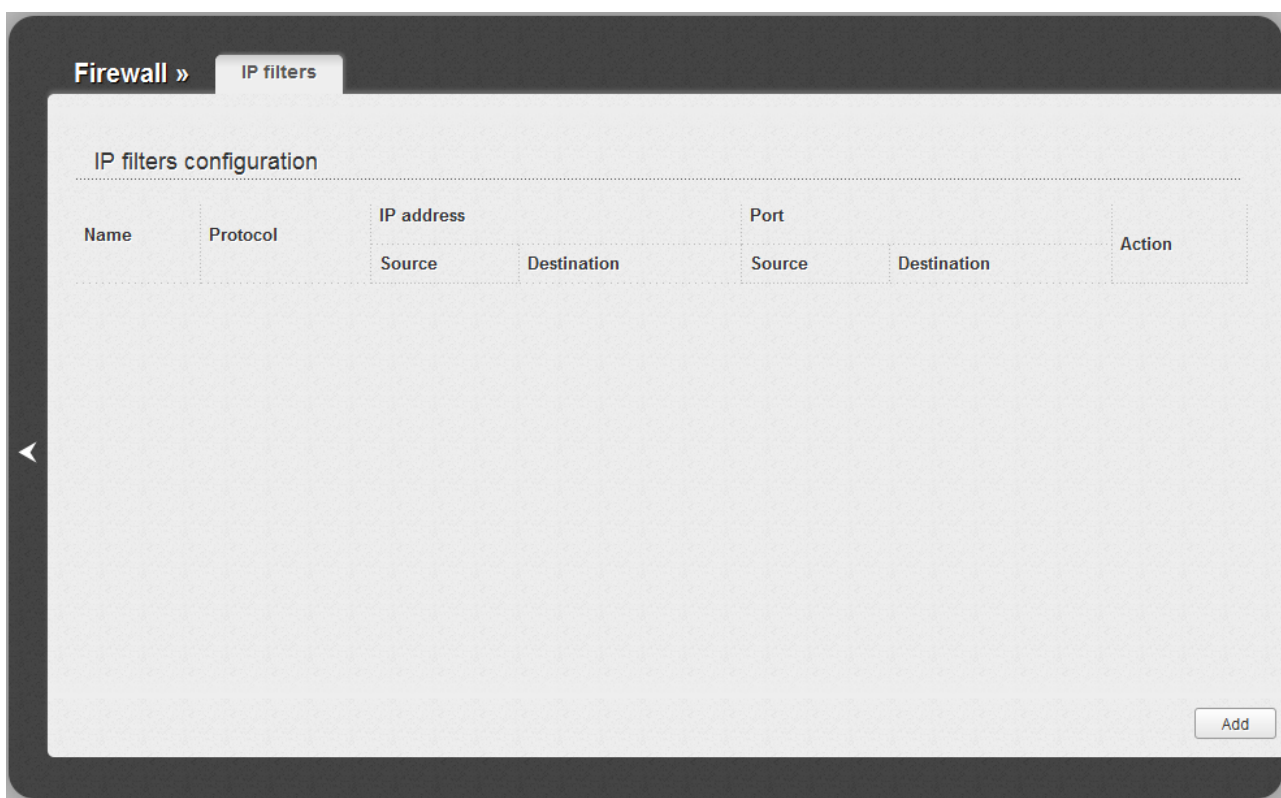 Firewall » IP filters
IP filters configuration
Name Protocol IP address Port Action
Source Destination Source Destination
Add